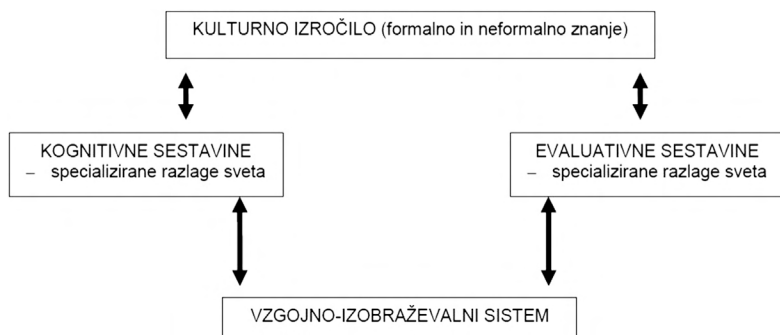 KULTURNO IZROČILO (formalno in neformalno znanje)
KOGNITIVNE SESTAVINE
– specializirane razlage sveta
EVALUATIVNE SESTAVINE
– specializirane razlage sveta
VZGOJNO-IZOBRAŽEVALNI SISTEM